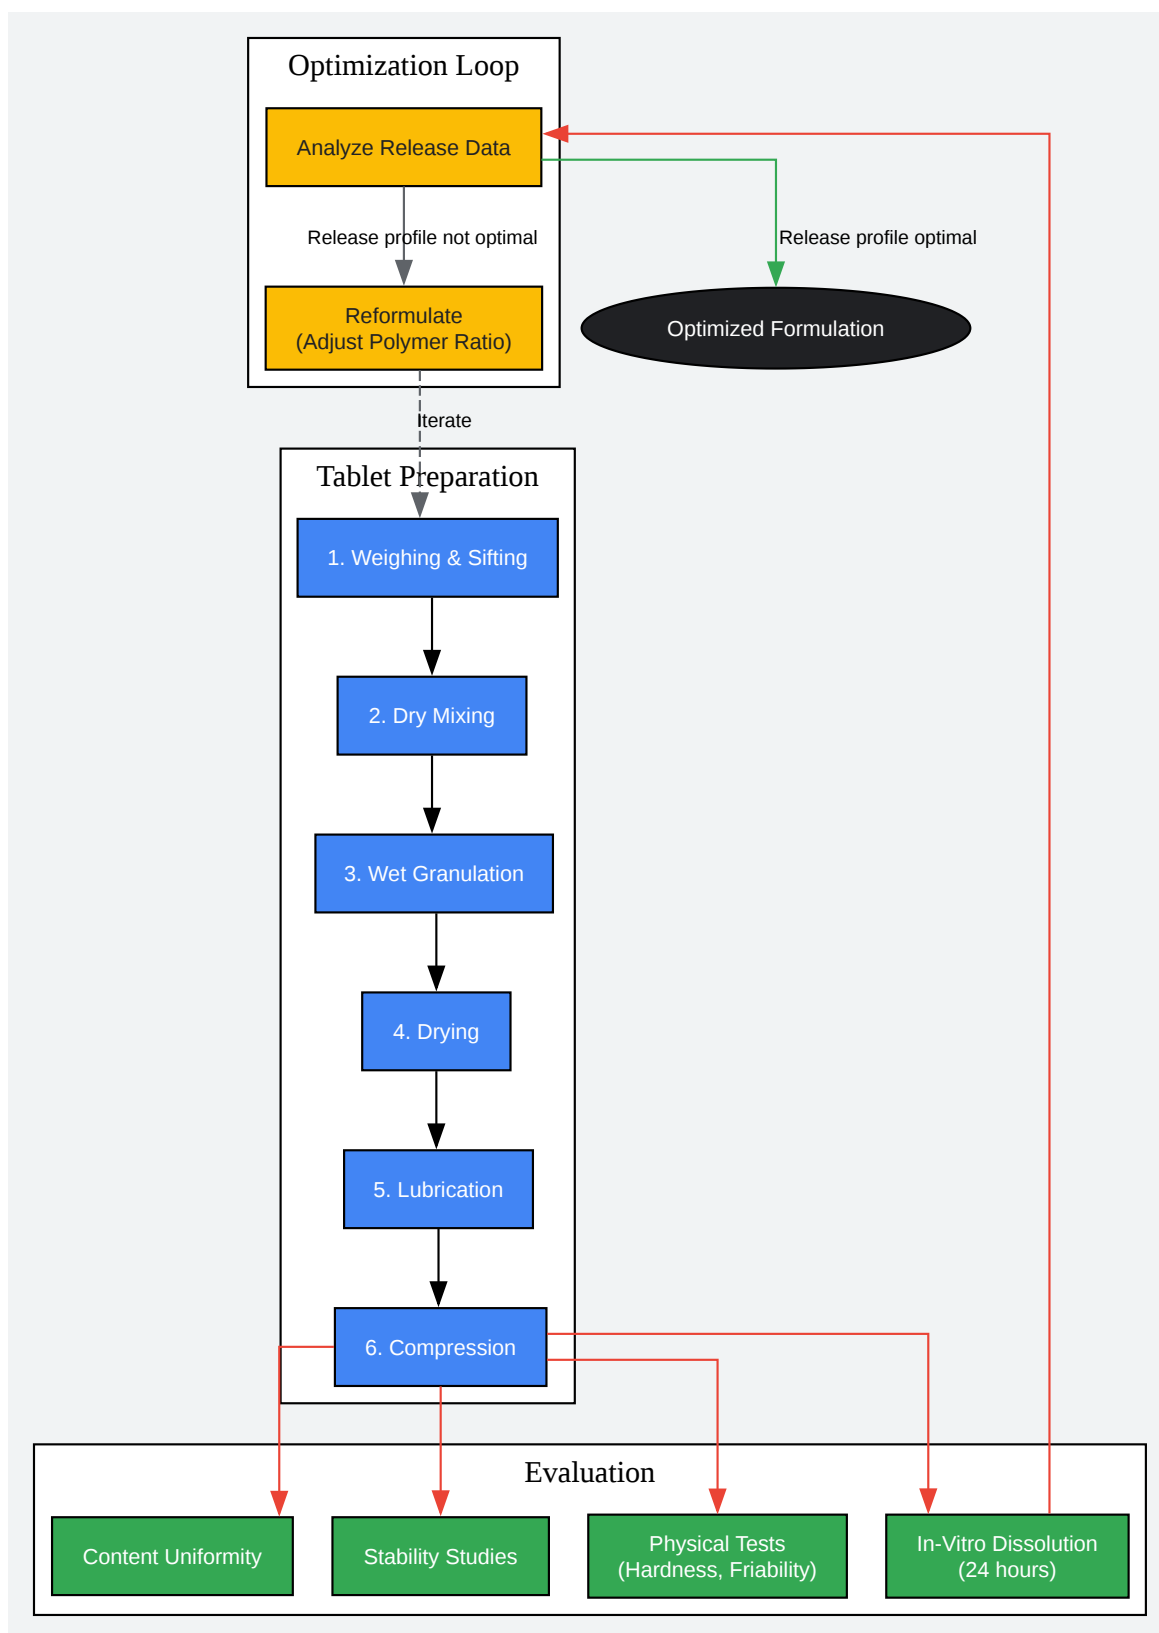 Optimization Loop
Analyze Release Data
Release profile not optimal
Release profile optimal
Reformulate
(Adjust Polymer Ratio)
Optimized Formulation
Iterate
Tablet Preparation
1. Weighing & Sifting
2. Dry Mixing
3. Wet Granulation
4. Drying
5. Lubrication
6. Compression
Evaluation
Content Uniformity
Stability Studies
Physical Tests
(Hardness, Friability)
In-Vitro Dissolution
(24 hours)